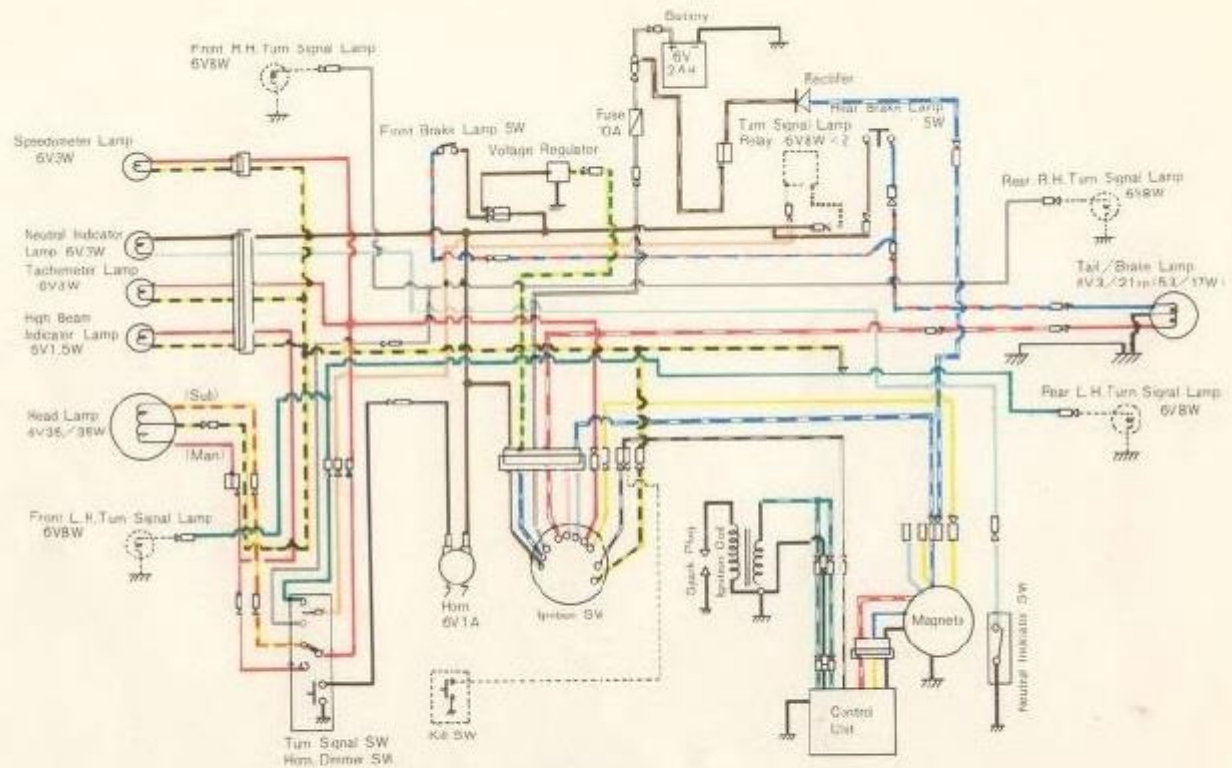 Battery
6V
2AH
Front R.H. Turn Signal Lamp
6V8W
Rectifier
Rear Brake Lamp
SW
Fuse
10A
Turn Signal Lamp
Relay 6V8W×2
Front Brake Lamp SW
Voltage Regulator
Speedometer Lamp
6V3W
Rear R.H. Turn Signal Lamp
6V8W
Neutral Indicator
Lamp 6V3W
Tachometer Lamp
6V3W
Tail/Brake Lamp
High Beam
Indicator Lamp
6V1.5W
(Sub)
Head Lamp
(Main)
Rear L.H. Turn Signal Lamp
6V8W
Front L.H. Turn Signal Lamp
6V8W
Spark Plug
Ignition Coil
Horn
6V1A
Ignition SW
Magneto
Neutral Indicator SW
Control
Unit
Kill SW
Turn Signal SW
Horn, Dimmer SW